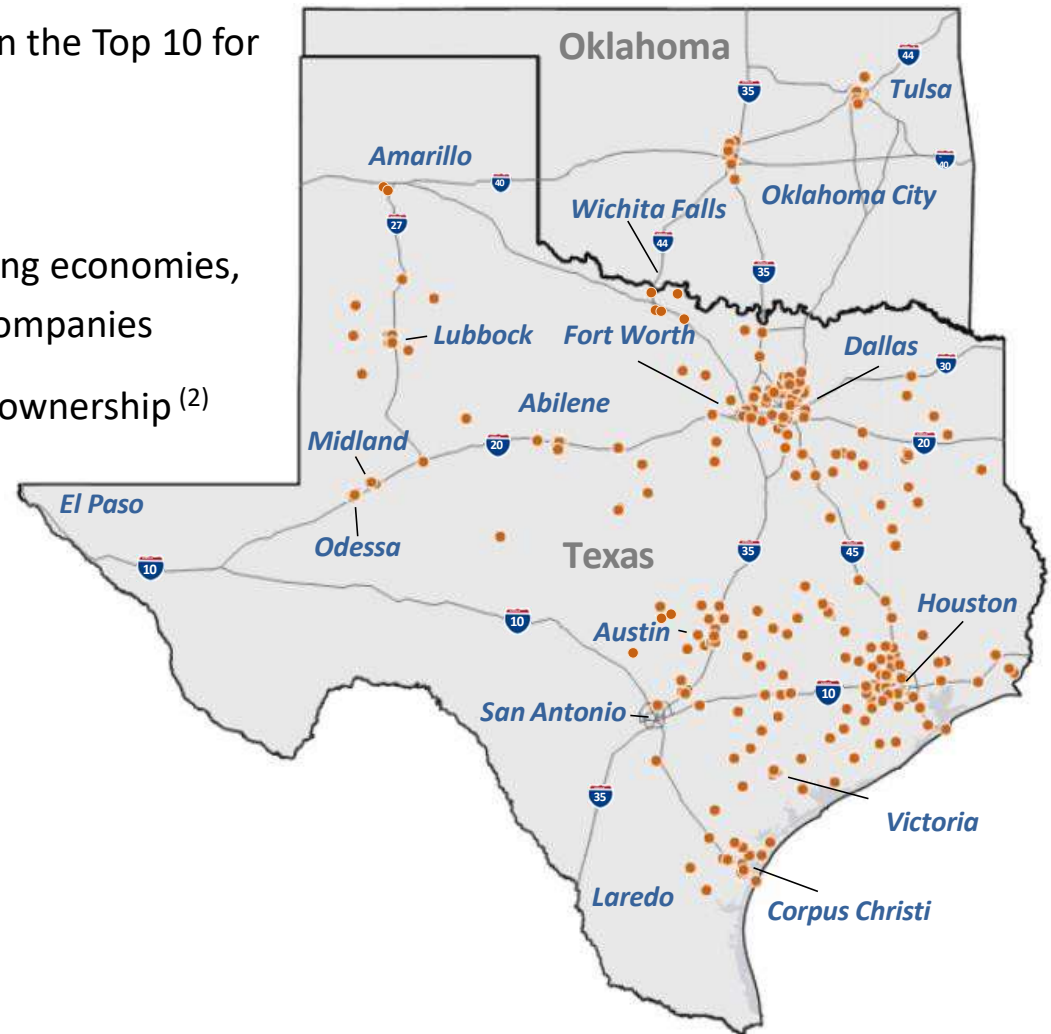 n the Top 10 for
ing economies,
ompanies
ownership (2)
Oklahoma
44
35
Tulsa
Amarillo
40
40
Oklahoma City
Wichita Falls
27
44
35
Lubbock
Fort Worth
Dallas
30
Abilene
20
20
Midland
El Paso
Odessa
10
Texas
35
45
Houston
10
Austin
10
San Antonio
35
Victoria
Laredo
Corpus Christi